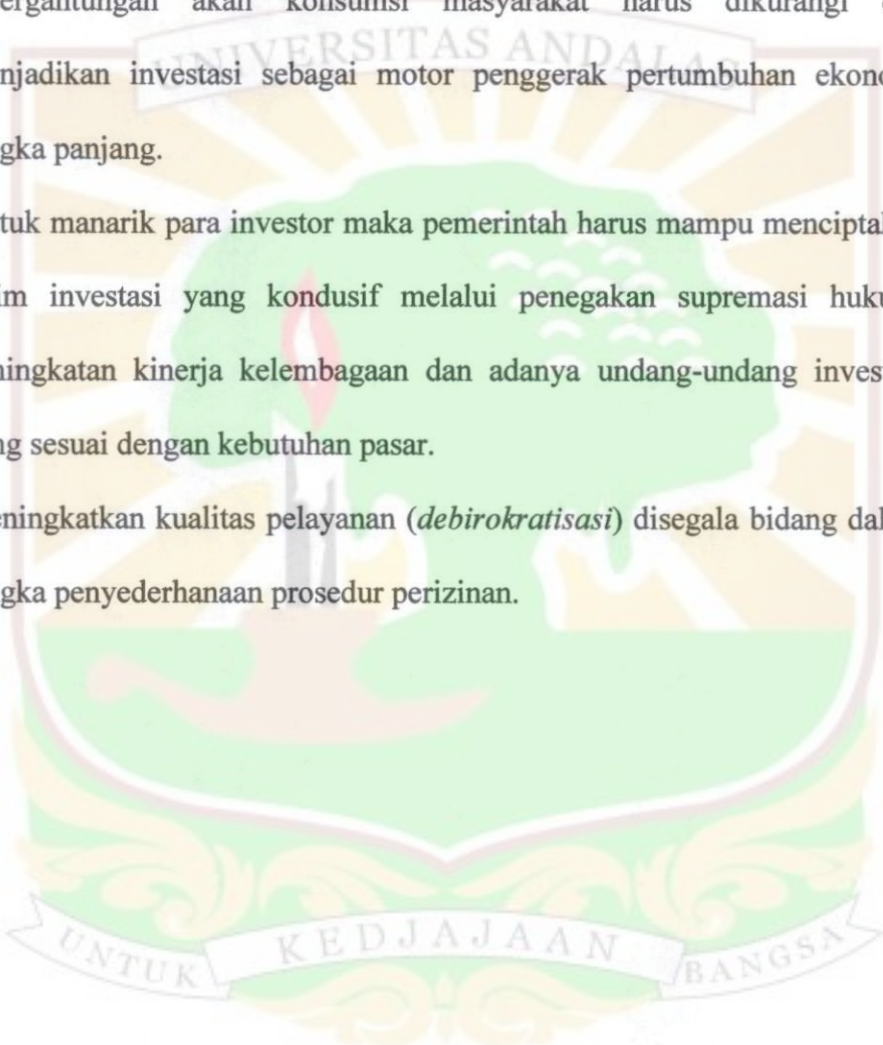 ergantungan akan konsumsi masyarakat harus dikurangi
UNIVERSITAS ANDALAS
njadikan investasi sebagai motor penggerak pertumbuhan ekono
gka panjang.
tuk manarik para investor maka pemerintah harus mampu mencipta
im investasi yang kondusif melalui penegakan supremasi huku
ningkatan kinerja kelembagaan dan adanya undang-undang inves
ng sesuai dengan kebutuhan pasar.
eningkatkan kualitas pelayanan (debirokratisasi) disegala bidang dal
gka penyederhanaan prosedur perizinan.
UNTUK KEDJAJAAN BANGSA